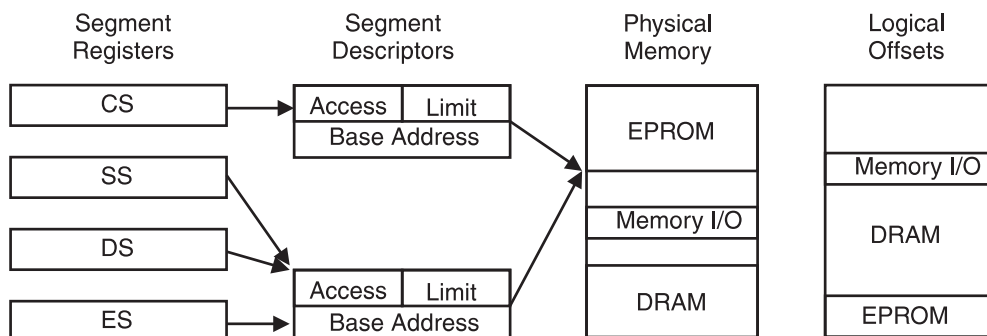 Segment
Registers
Segment
Descriptors
Physical
Memory
Logical
Offsets
CS
SS
DS
ES
Access
Limit
Base Address
Access
Limit
Base Address
EPROM
Memory I/O
DRAM
Memory I/O
DRAM
EPROM